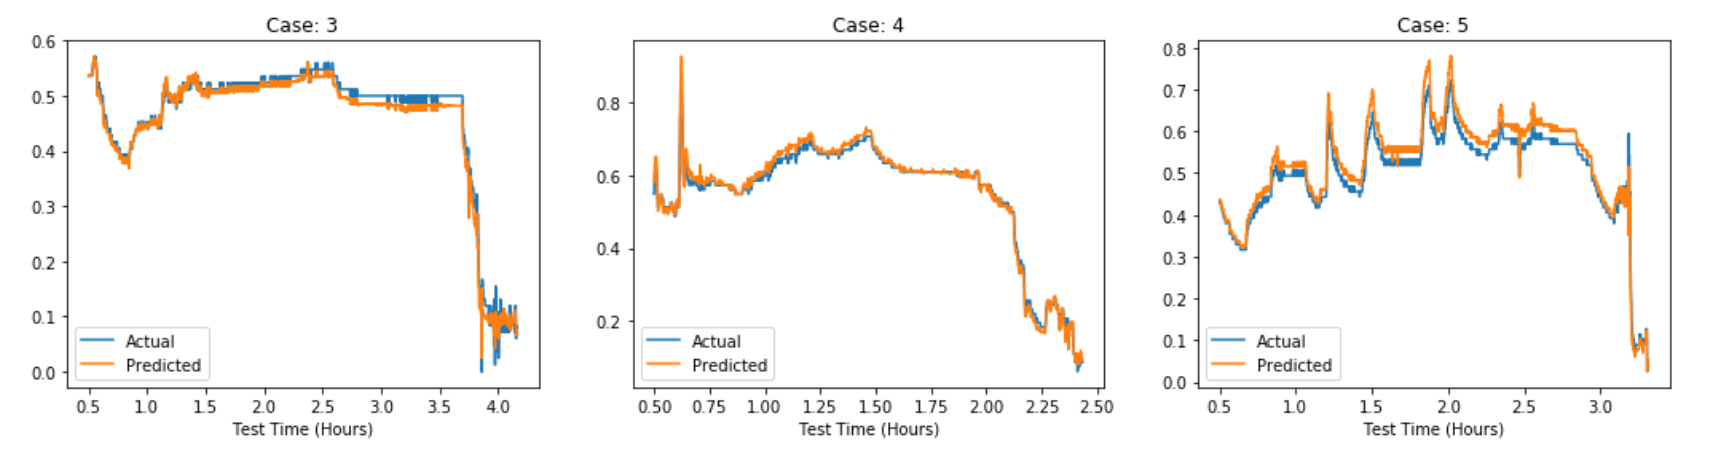 Case: 3
0.6
0.5
0.4
0.3
0.2
0.1
0.0
Actual
Predicted
0.5 1.0 1.5 2.0 2.5 3.0 3.5 4.0
Test Time (Hours)
Case: 4
0.8
0.6
0.4
0.2
Actual
Predicted
0.50 0.75 1.00 1.25 1.50 1.75 2.00 2.25 2.50
Test Time (Hours)
Case: 5
0.8
0.7
0.6
0.5
0.4
0.3
0.2
0.1
0.0
Actual
Predicted
0.5 1.0 1.5 2.0 2.5 3.0
Test Time (Hours)